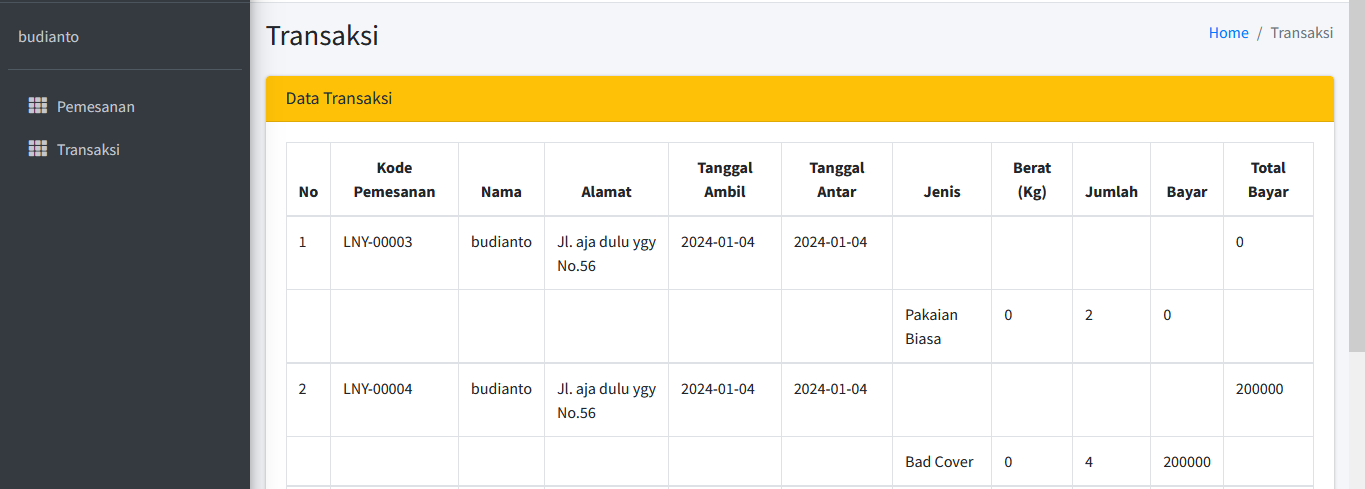 budianto
Pemesanan
Transaksi
Transaksi
Home / Transaksi
Data Transaksi
No Kode Pemesanan Nama Alamat Tanggal Ambil Tanggal Antar Jenis Berat (Kg) Jumlah Bayar Total Bayar
1 LNY-00003 budianto Jl. aja dulu ygy No.56 2024-01-04 2024-01-04 0
Pakaian Biasa 0 2 0
2 LNY-00004 budianto Jl. aja dulu ygy No.56 2024-01-04 2024-01-04 200000
Bad Cover 0 4 200000